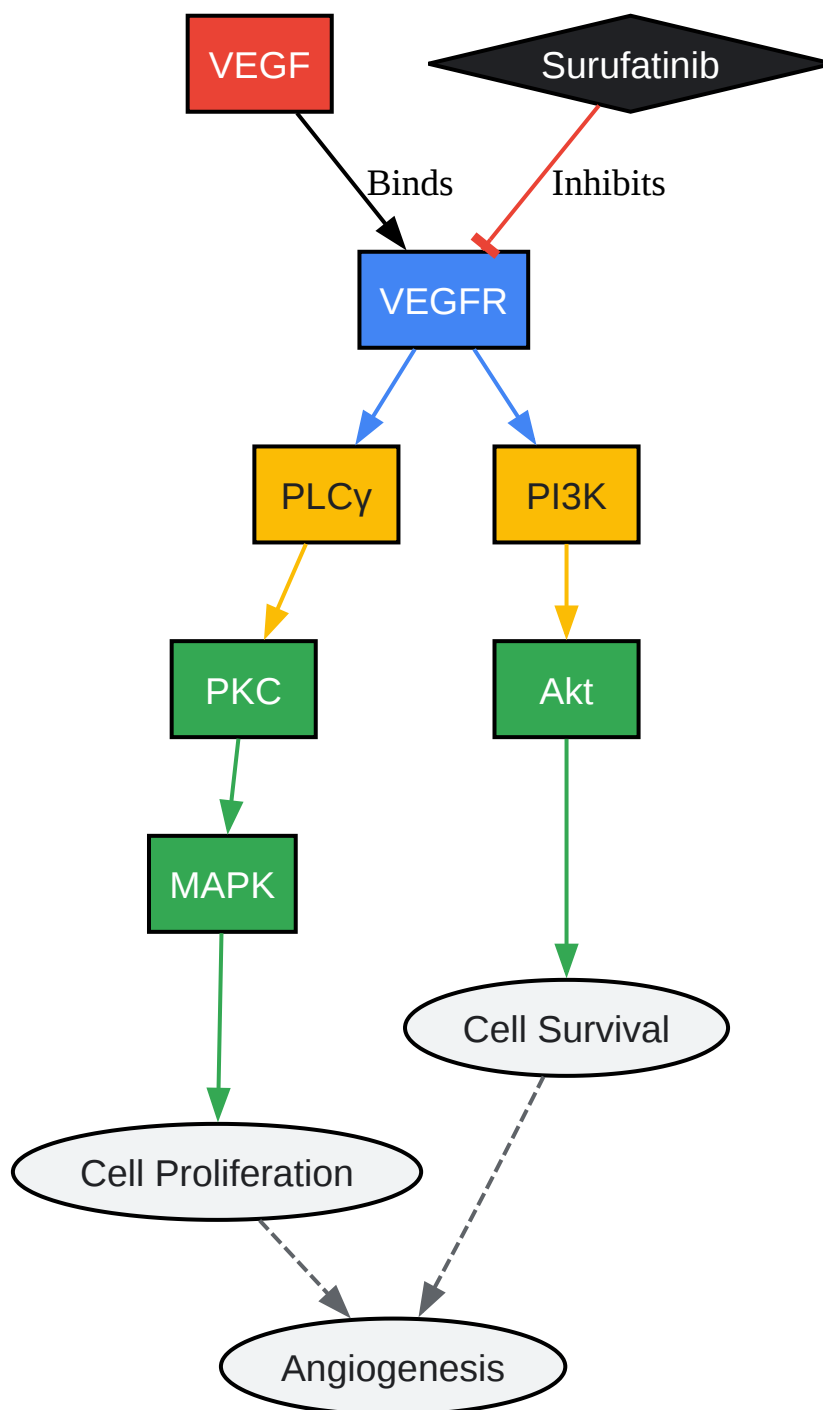 VEGF
Surufatinib
Binds
Inhibits
VEGFR
PLCγ
PI3K
PKC
Akt
MAPK
Cell Survival
Cell Proliferation
Angiogenesis